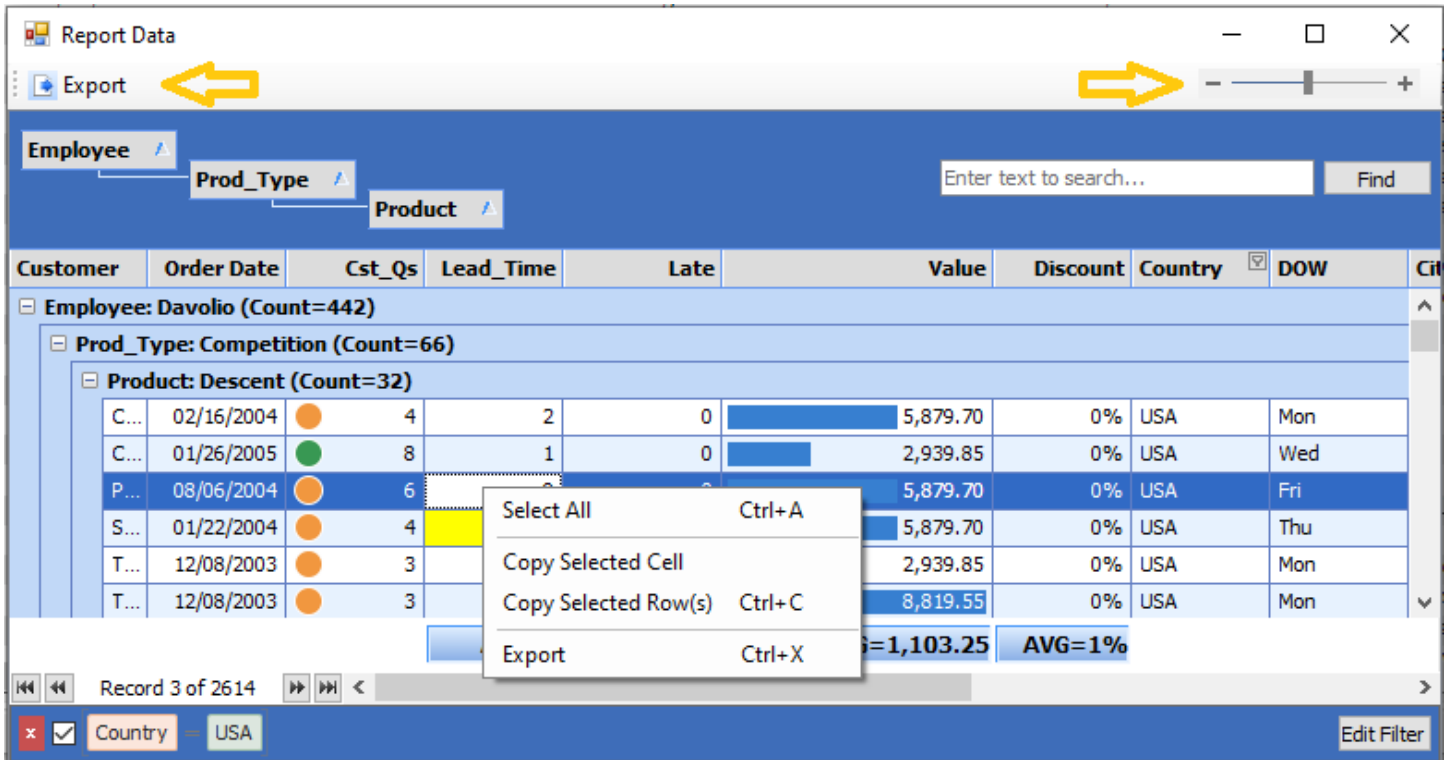 Report Data
Export
Employee
Prod_Type
Product
Enter text to search...
Find
Customer Order Date Cst_Qs Lead_Time Late Value Discount Country DOW
Employee: Davolio (Count=442)
Prod_Type: Competition (Count=66)
Product: Descent (Count=32)
C... 02/16/2004 4 2 0 5,879.70 0% USA Mon
C... 01/26/2005 8 1 0 2,939.85 0% USA Wed
P... 08/06/2004 6 5,879.70 0% USA Fri
S... 01/22/2004 4 5,879.70 0% USA Thu
T... 12/08/2003 3 2,939.85 0% USA Mon
T... 12/08/2003 3 8,819.55 0% USA Mon
Select All Ctrl+A
Copy Selected Cell
Copy Selected Row(s) Ctrl+C
Export Ctrl+X
=1,103.25 AVG=1%
Record 3 of 2614
x Country = USA Edit Filter